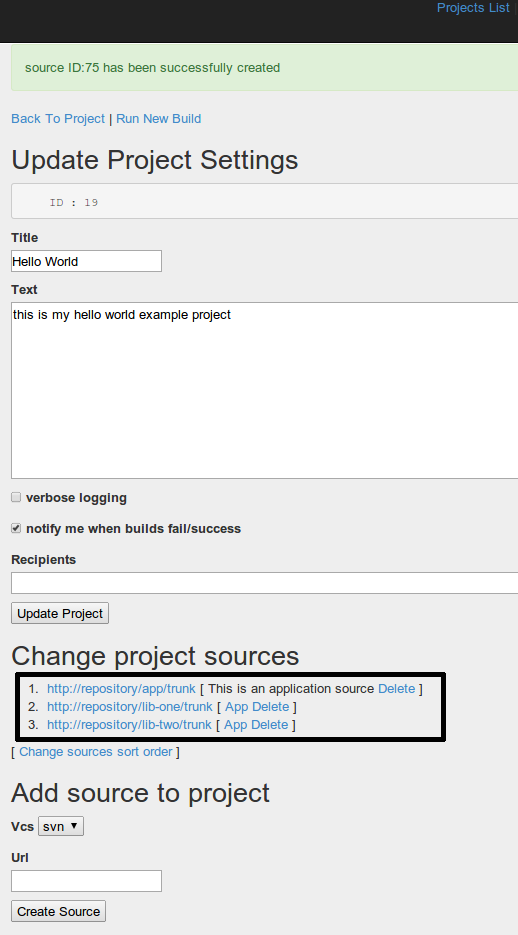 Projects List
source ID:75 has been successfully created
Back To Project | Run New Build
Update Project Settings
ID : 19
Title
Hello World
Text
this is my hello world example project
verbose logging
notify me when builds fail/success
Recipients
Update Project
Change project sources
1. http://repository/app/trunk [ This is an application source Delete ]
2. http://repository/lib-one/trunk [ App Delete ]
3. http://repository/lib-two/trunk [ App Delete ]
[ Change sources sort order ]
Add source to project
Vcs svn
Url
Create Source